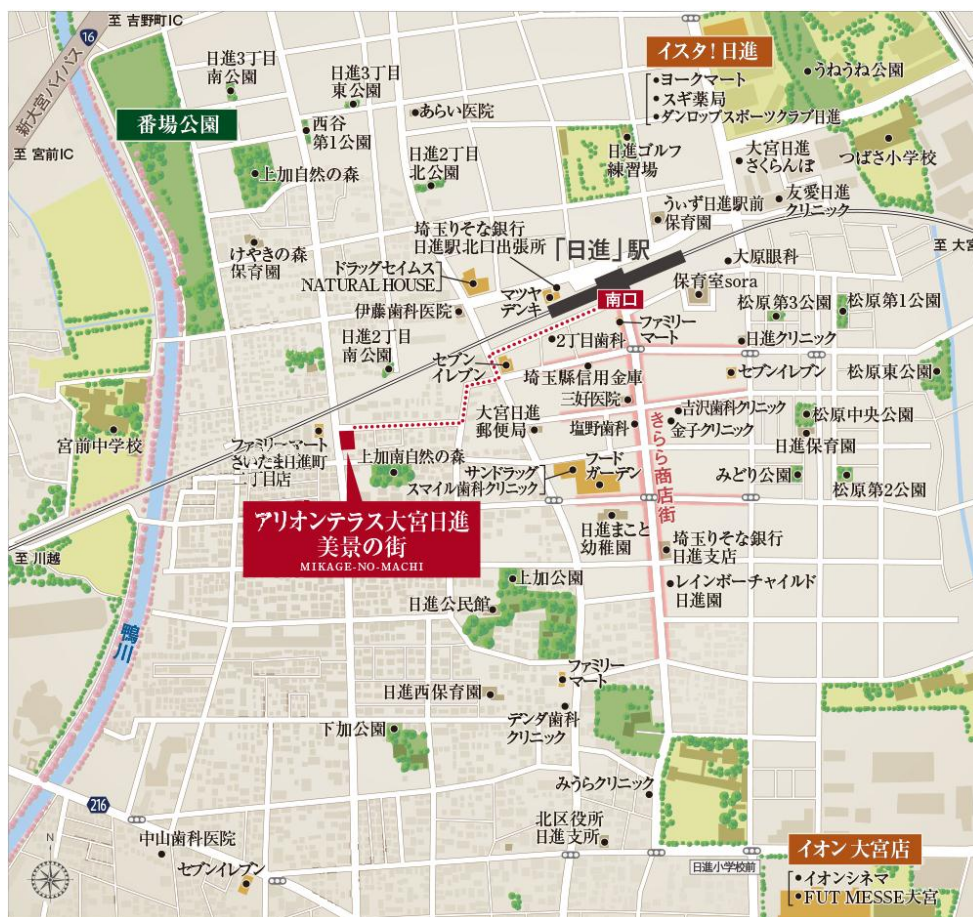 至 吉野町IC
16
新大宮バイパス
至 宮前IC
番場公園
日進3丁目
南公園
日進3丁目
東公園
西谷
第1公園
上加自然の森
あらい医院
日進2丁目
北公園
けやきの森
保育園
イスタ!日進
•ヨークマート
•スギ薬局
•ダンロップスポーツクラブ日進
うねうね公園
日進ゴルフ
練習場
大宮日進
さくらんぼ
つばさ小学校
友愛日進
クリニック
うぃず日進駅前
保育園
至 大宮
埼玉りそな銀行
日進駅北口出張所
「日進」駅
南口
大原眼科
保育室sora
ドラッグセイムス
NATURAL HOUSE
マツヤ
デンキ
伊藤歯科医院
日進2丁目
南公園
セブン
イレブン
2丁目歯科
ファミリー
マート
松原第3公園
松原第1公園
日進クリニック
埼玉縣信用金庫
セブンイレブン
松原東公園
三好医院
大宮日進
郵便局
塩野歯科
吉沢歯科クリニック
金子クリニック
松原中央公園
日進保育園
きらら商店街
宮前中学校
ファミリーマート
さいたま日進町
二丁目店
上加南自然の森
サンドラッグ
スマイル歯科クリニック
フード
ガーデン
みどり公園
松原第2公園
アリオンテラス大宮日進
美景の街
MIKAGE-NO-MACHI
日進まこと
幼稚園
埼玉りそな銀行
日進支店
至 川越
上加公園
レインボーチャイルド
日進園
日進公民館
鴨川
ファミリー
マート
日進西保育園
デンダ歯科
クリニック
下加公園
みうらクリニック
216
北区役所
日進支所
中山歯科医院
セブンイレブン
日進小学校前
イオン 大宮店
•イオンシネマ
•FUT MESSE大宮
N